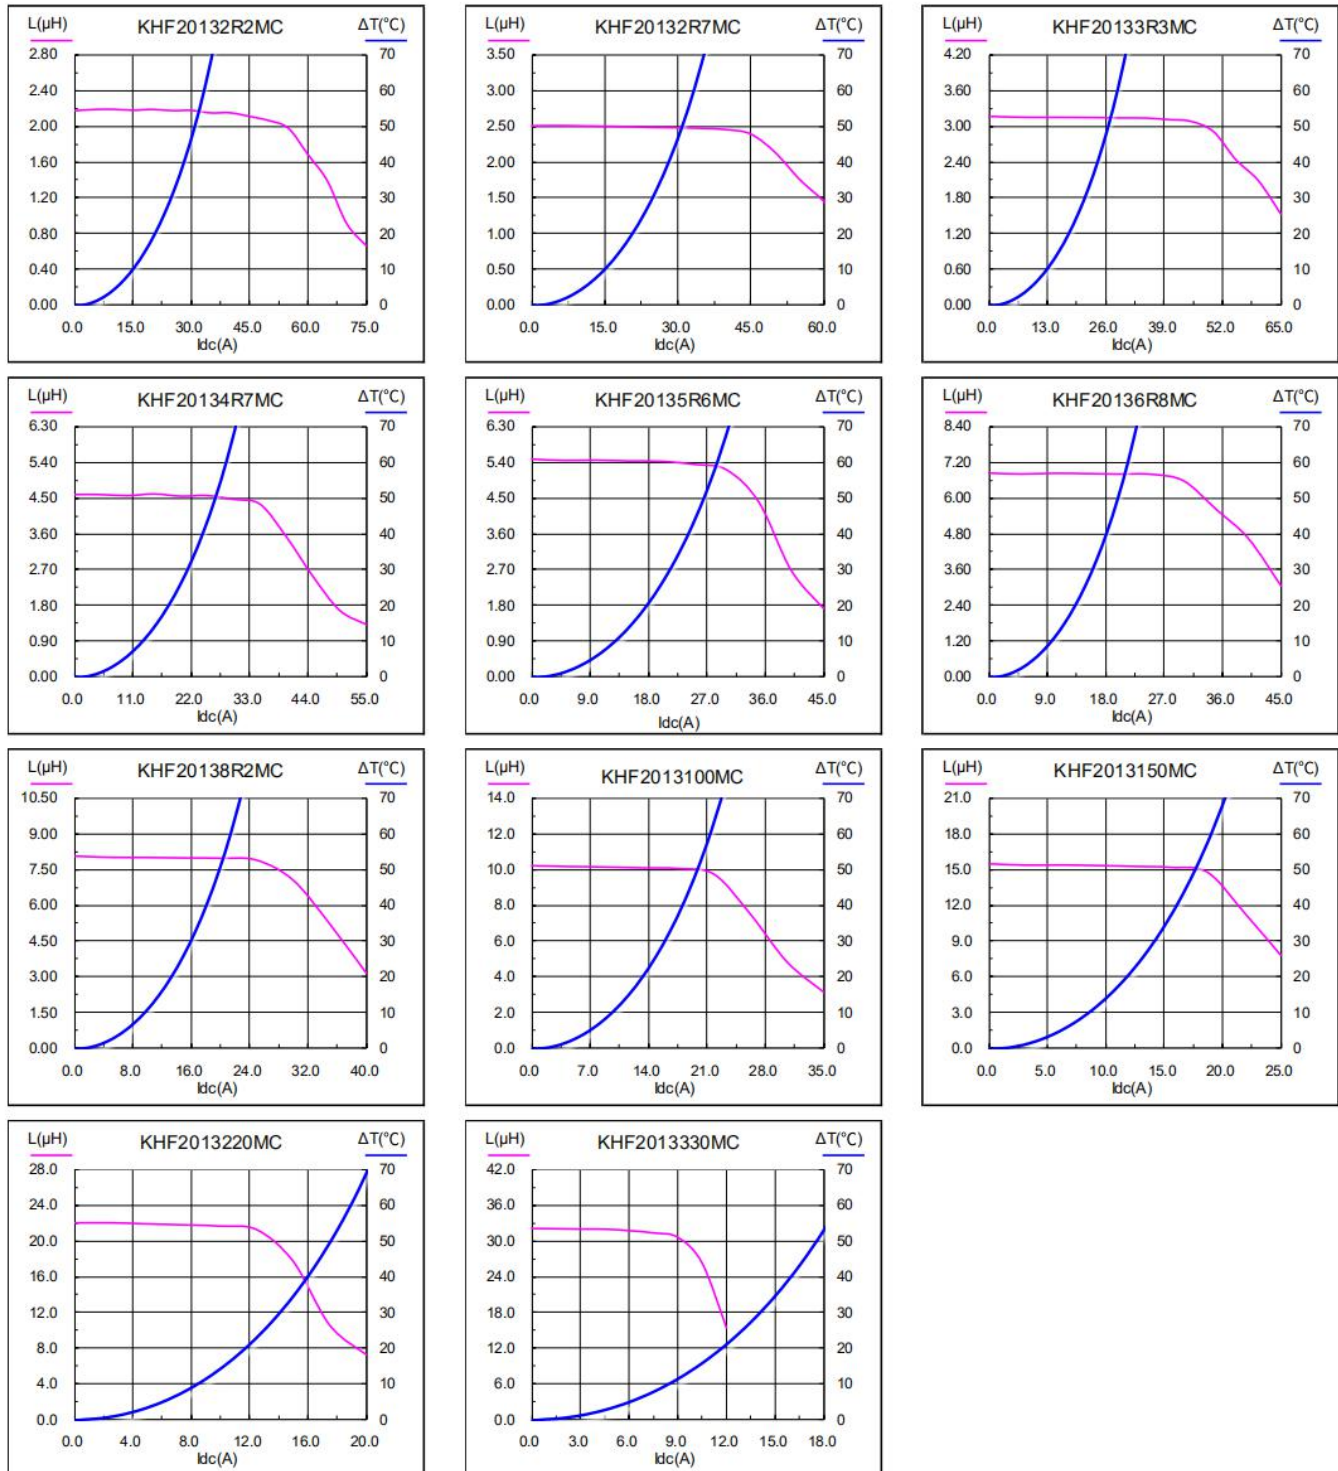 L(µH) KHF20132R2MC ΔT(°C)
2.80 70
2.40 60
2.00 50
1.60 40
1.20 30
0.80 20
0.40 10
0.00 0
0.0 15.0 30.0 45.0 60.0 75.0
Idc(A)
L(µH) KHF20132R7MC ΔT(°C)
3.50 70
3.00 60
2.50 50
2.00 40
1.50 30
1.00 20
0.50 10
0.00 0
0.0 15.0 30.0 45.0 60.0
Idc(A)
L(µH) KHF20133R3MC ΔT(°C)
4.20 70
3.60 60
3.00 50
2.40 40
1.80 30
1.20 20
0.60 10
0.00 0
0.0 13.0 26.0 39.0 52.0 65.0
Idc(A)
L(µH) KHF20134R7MC ΔT(°C)
6.30 70
5.40 60
4.50 50
3.60 40
2.70 30
1.80 20
0.90 10
0.00 0
0.0 11.0 22.0 33.0 44.0 55.0
Idc(A)
L(µH) KHF20135R6MC ΔT(°C)
6.30 70
5.40 60
4.50 50
3.60 40
2.70 30
1.80 20
0.90 10
0.00 0
0.0 9.0 18.0 27.0 36.0 45.0
Idc(A)
L(µH) KHF20136R8MC ΔT(°C)
8.40 70
7.20 60
6.00 50
4.80 40
3.60 30
2.40 20
1.20 10
0.00 0
0.0 9.0 18.0 27.0 36.0 45.0
Idc(A)
L(µH) KHF20138R2MC ΔT(°C)
10.50 70
9.00 60
7.50 50
6.00 40
4.50 30
3.00 20
1.50 10
0.00 0
0.0 8.0 16.0 24.0 32.0 40.0
Idc(A)
L(µH) KHF2013100MC ΔT(°C)
14.0 70
12.0 60
10.0 50
8.0 40
6.0 30
4.0 20
2.0 10
0.0 0
0.0 7.0 14.0 21.0 28.0 35.0
Idc(A)
L(µH) KHF2013150MC ΔT(°C)
21.0 70
18.0 60
15.0 50
12.0 40
9.0 30
6.0 20
3.0 10
0.0 0
0.0 5.0 10.0 15.0 20.0 25.0
Idc(A)
L(µH) KHF2013220MC ΔT(°C)
28.0 70
24.0 60
20.0 50
16.0 40
12.0 30
8.0 20
4.0 10
0.0 0
0.0 4.0 8.0 12.0 16.0 20.0
Idc(A)
L(µH) KHF2013330MC ΔT(°C)
42.0 70
36.0 60
30.0 50
24.0 40
18.0 30
12.0 20
6.0 10
0.0 0
0.0 3.0 6.0 9.0 12.0 15.0 18.0
Idc(A)